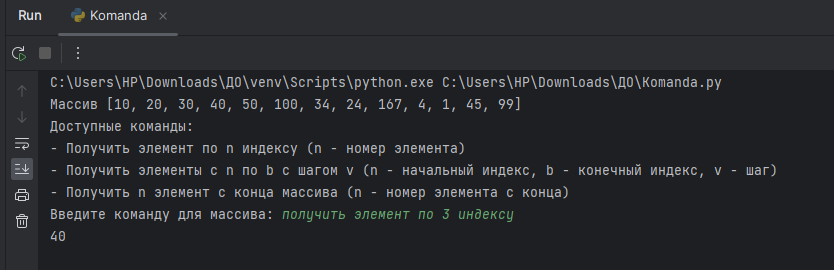 Run
Komanda
C:\Users\HP\Downloads\ДО\venv\Scripts\python.exe C:\Users\HP\Downloads\ДО\Komanda.py
Массив [10, 20, 30, 40, 50, 100, 34, 24, 167, 4, 1, 45, 99]
Доступные команды:
- Получить элемент по n индексу (n - номер элемента)
- Получить элементы с n по b с шагом v (n - начальный индекс, b - конечный индекс, v - шаг)
- Получить n элемент с конца массива (n - номер элемента с конца)
Введите команду для массива: получить элемент по 3 индексу
40